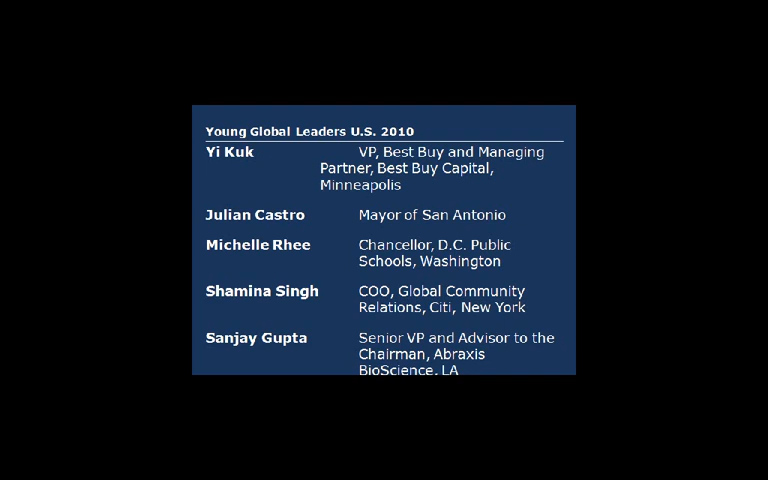 Young Global Leaders U.S. 2010
Yi Kuk VP, Best Buy and Managing
Partner, Best Buy Capital,
Minneapolis
Julian Castro Mayor of San Antonio
Michelle Rhee Chancellor, D.C. Public
Schools, Washington
Shamina Singh COO, Global Community
Relations, Citi, New York
Sanjay Gupta Senior VP and Advisor to the
Chairman, Abraxis
BioScience, LA